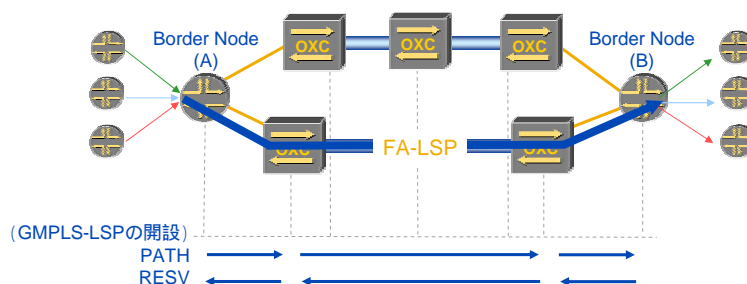 Border Node
(A)
OXC
OXC
OXC
Border Node
(B)
OXC
FA-LSP
OXC
(GMPLS-LSPの開設)
PATH
RESV